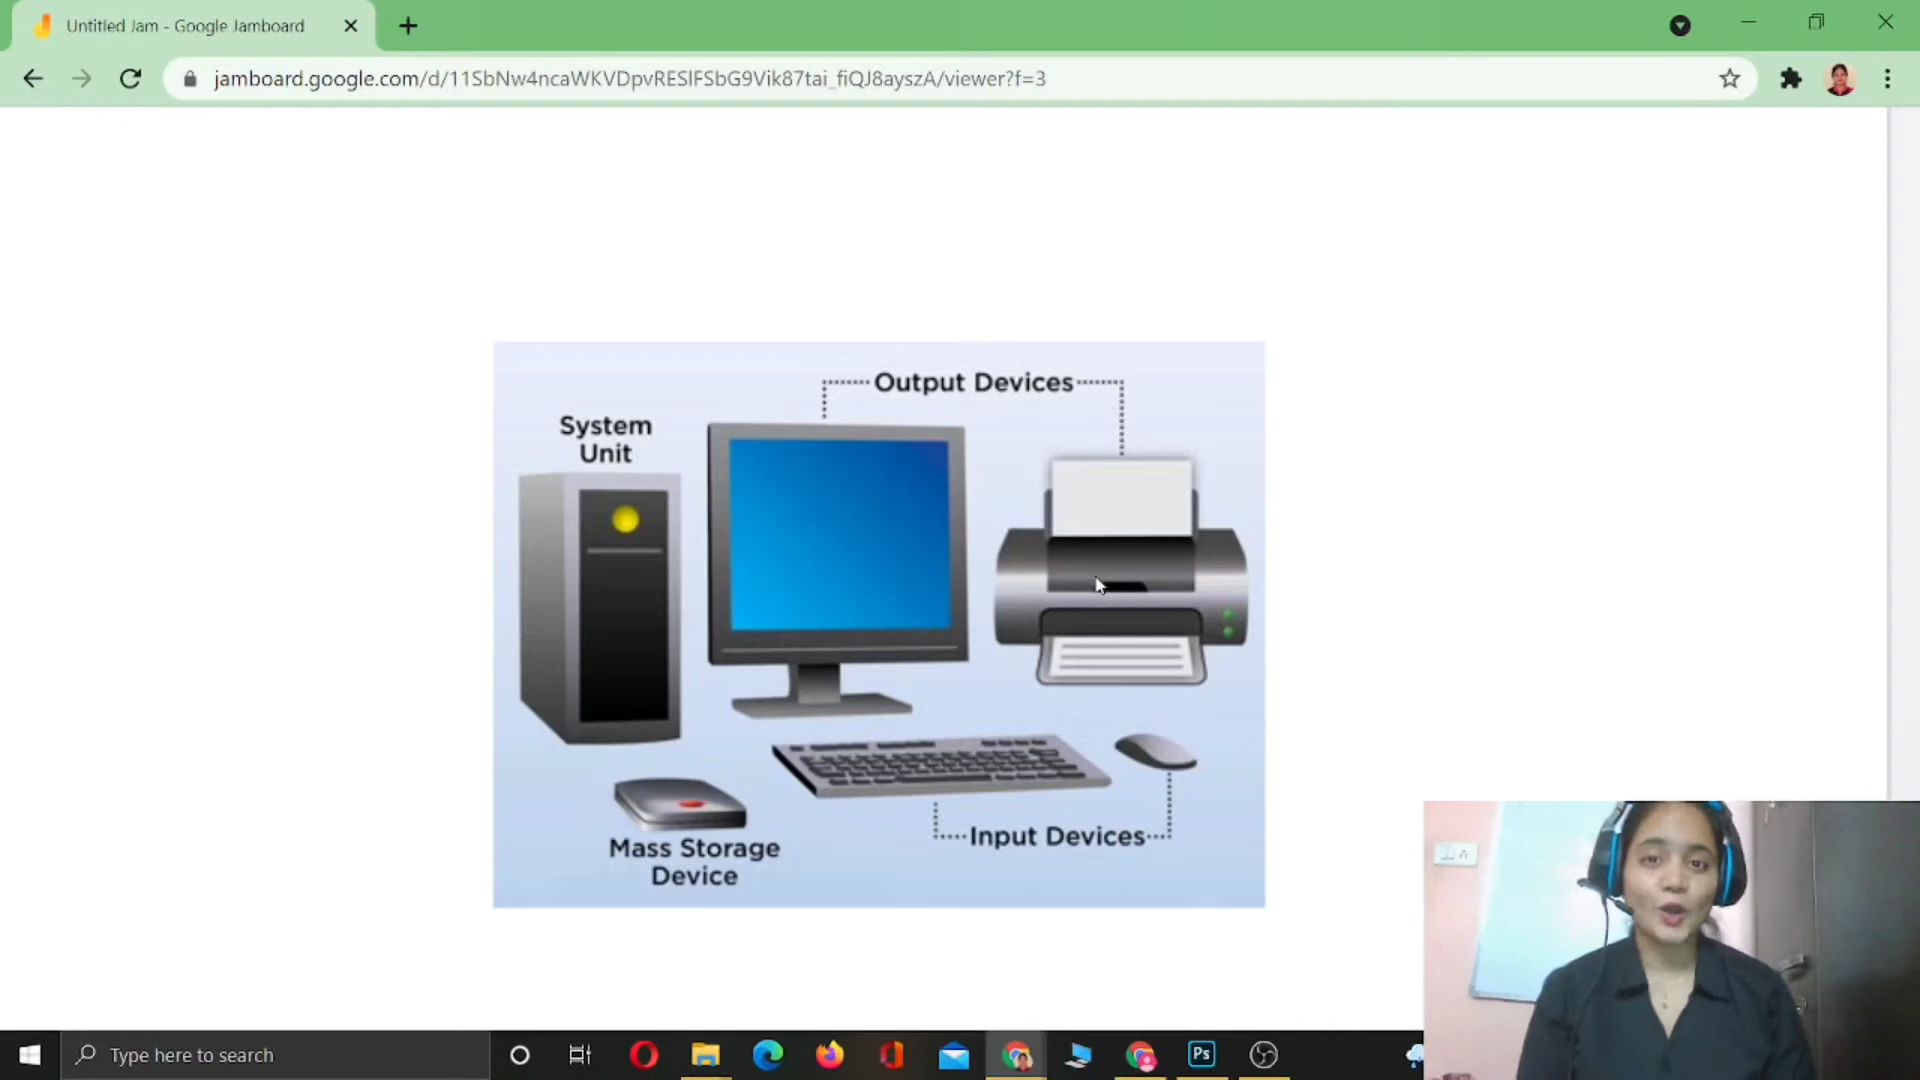 Untitled Jam - Google Jamboard
jamboard.google.com/d/11SbNw4ncaWKVDpvRESlFSbG9Vik87tai_fiQJ8ayszA/viewer?f=3
Output Devices
System
Unit
Input Devices
Mass Storage
Device
Type here to search
Ps